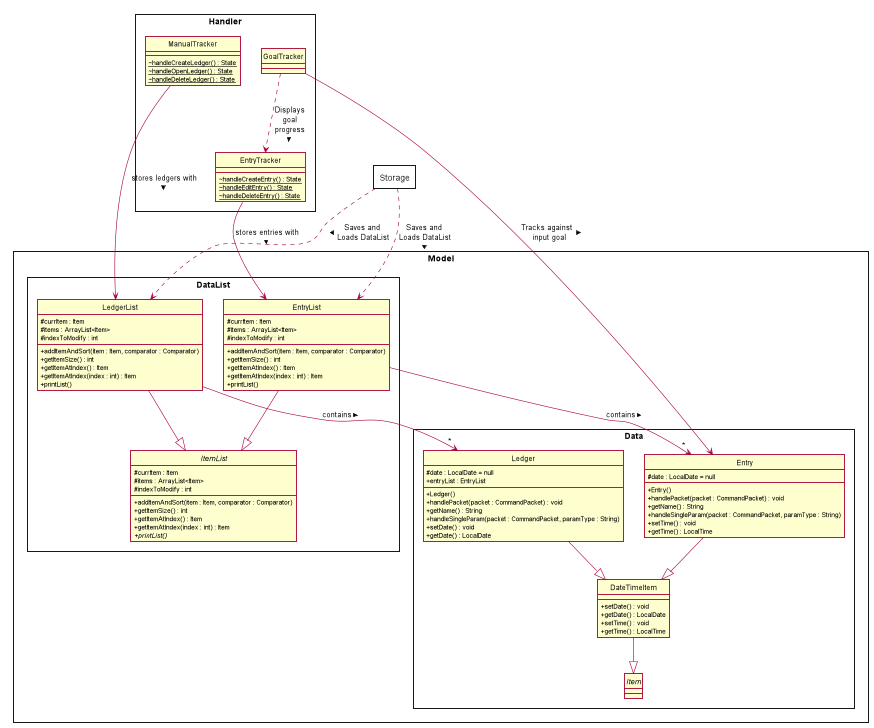 Handler
ManualTracker
~handleCreateLedger() : State
~handleOpenLedger() : State
~handleDeleteLedger() : State
GoalTracker
Displays
goal
progress
▼
EntryTracker
~handleCreateEntry() : State
~handleEditEntry() : State
~handleDeleteEntry() : State
Storage
stores ledgers with
▼
stores entries with
▼
◄ Saves and
Loads DataList
Saves and
Loads DataList
▼
Tracks against ►
input goal
Model
DataList
LedgerList
#currItem : Item
#items : ArrayList<Item>
#indexToModify : int
+addItemAndSort(item : Item, comparator : Comparator)
+getItemSize() : int
+getItemAtIndex() : Item
+getItemAtIndex(index : int) : Item
+printList()
EntryList
#currItem : Item
#items : ArrayList<Item>
#indexToModify : int
+addItemAndSort(item : Item, comparator : Comparator)
+getItemSize() : int
+getItemAtIndex() : Item
+getItemAtIndex(index : int) : Item
+printList()
contains ►
contains ►
*
*
ItemList
#currItem : Item
#items : ArrayList<Item>
#indexToModify : int
+addItemAndSort(item : Item, comparator : Comparator)
+getItemSize() : int
+getItemAtIndex() : Item
+getItemAtIndex(index : int) : Item
+printList()
Data
Ledger
#date : LocalDate = null
+entryList : EntryList
+Ledger()
+handlePacket(packet : CommandPacket) : void
+getName() : String
+handleSingleParam(packet : CommandPacket, paramType : String)
+setDate() : void
+getDate() : LocalDate
Entry
#date : LocalDate = null
+Entry()
+handlePacket(packet : CommandPacket) : void
+getName() : String
+handleSingleParam(packet : CommandPacket, paramType : String)
+setTime() : void
+getTime() : LocalTime
DateTimeItem
+setDate() : void
+getDate() : LocalDate
+setTime() : void
+getTime() : LocalTime
Item